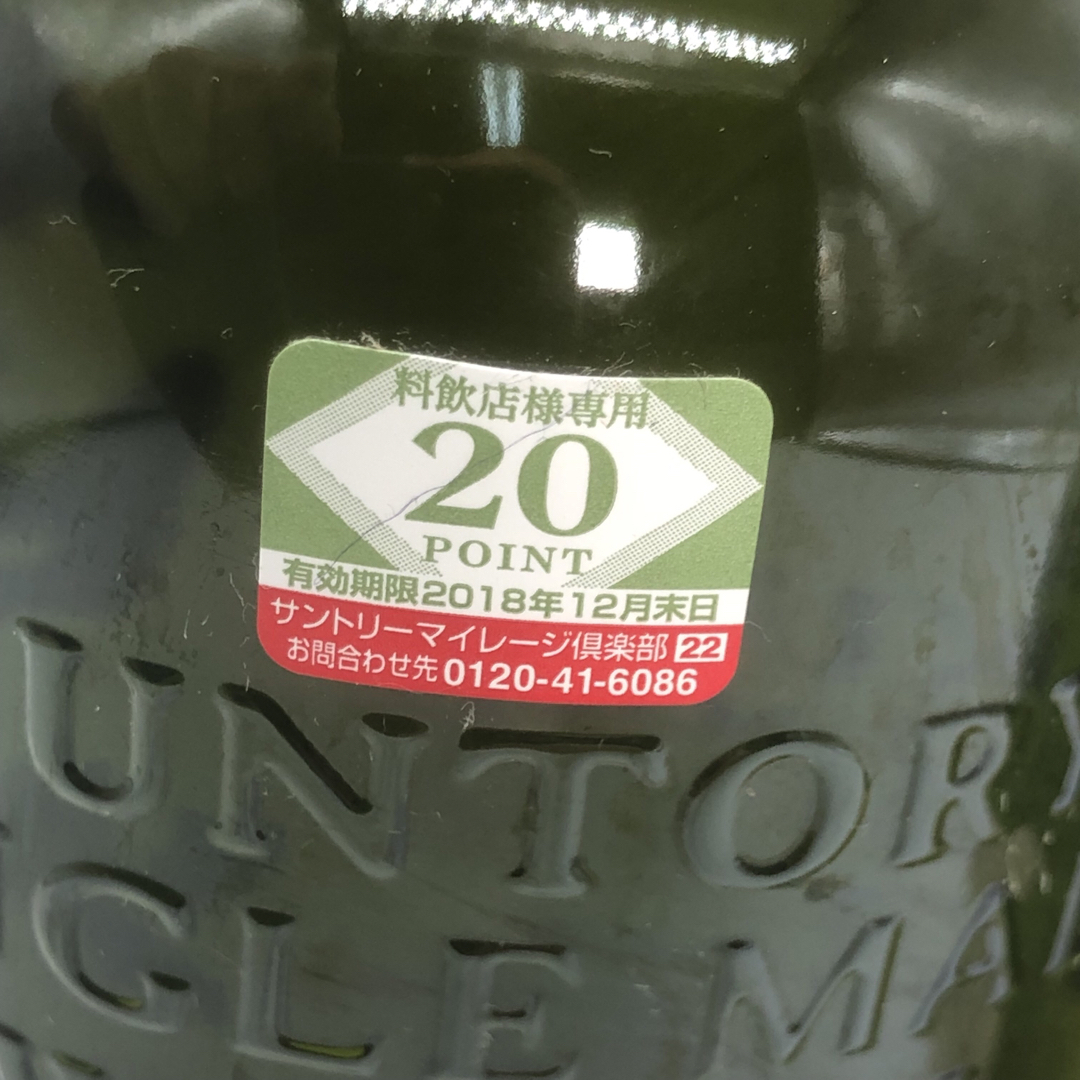 料飲店様専用
20
POINT
有効期限2018年12月末日
サントリーマイレージ倶楽部 22
お問合わせ先 0120-41-6086
UNTORY
GLE MA